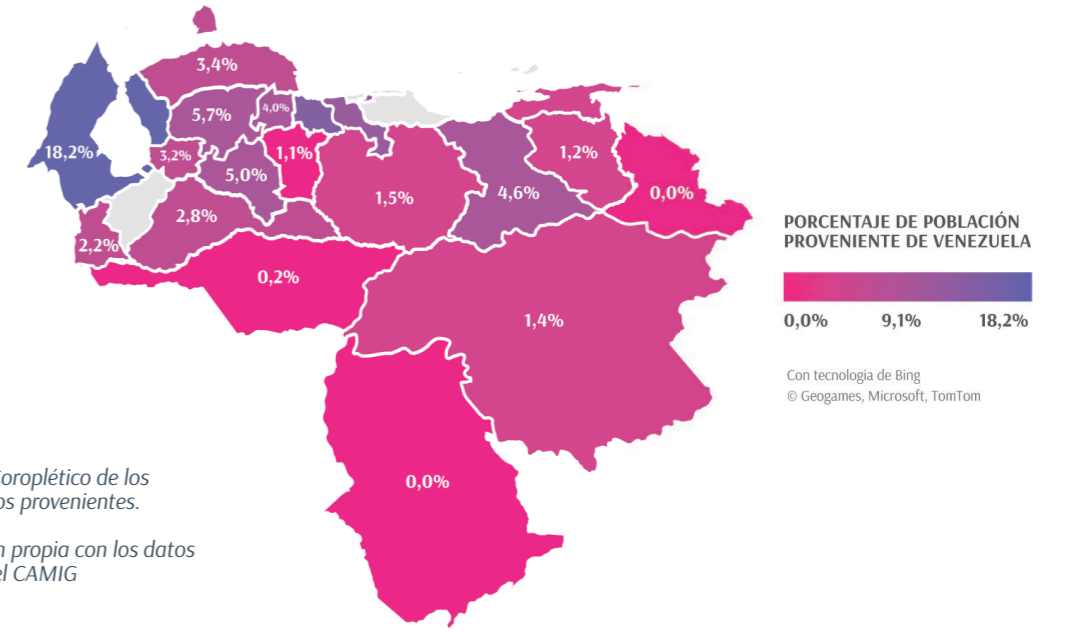 3,4%
5,7%
4,0%
18,2%
3,2%
1,1%
5,0%
1,2%
1,5%
4,6%
0,0%
2,8%
2,2%
0,2%
1,4%
0,0%
PORCENTAJE DE POBLACIÓN
PROVENIENTE DE VENEZUELA
0,0% 9,1% 18,2%
Con tecnologia de Bing
© Geogames, Microsoft, TomTom
oroplético de los
os provenientes.
n propia con los datos
el CAMIG